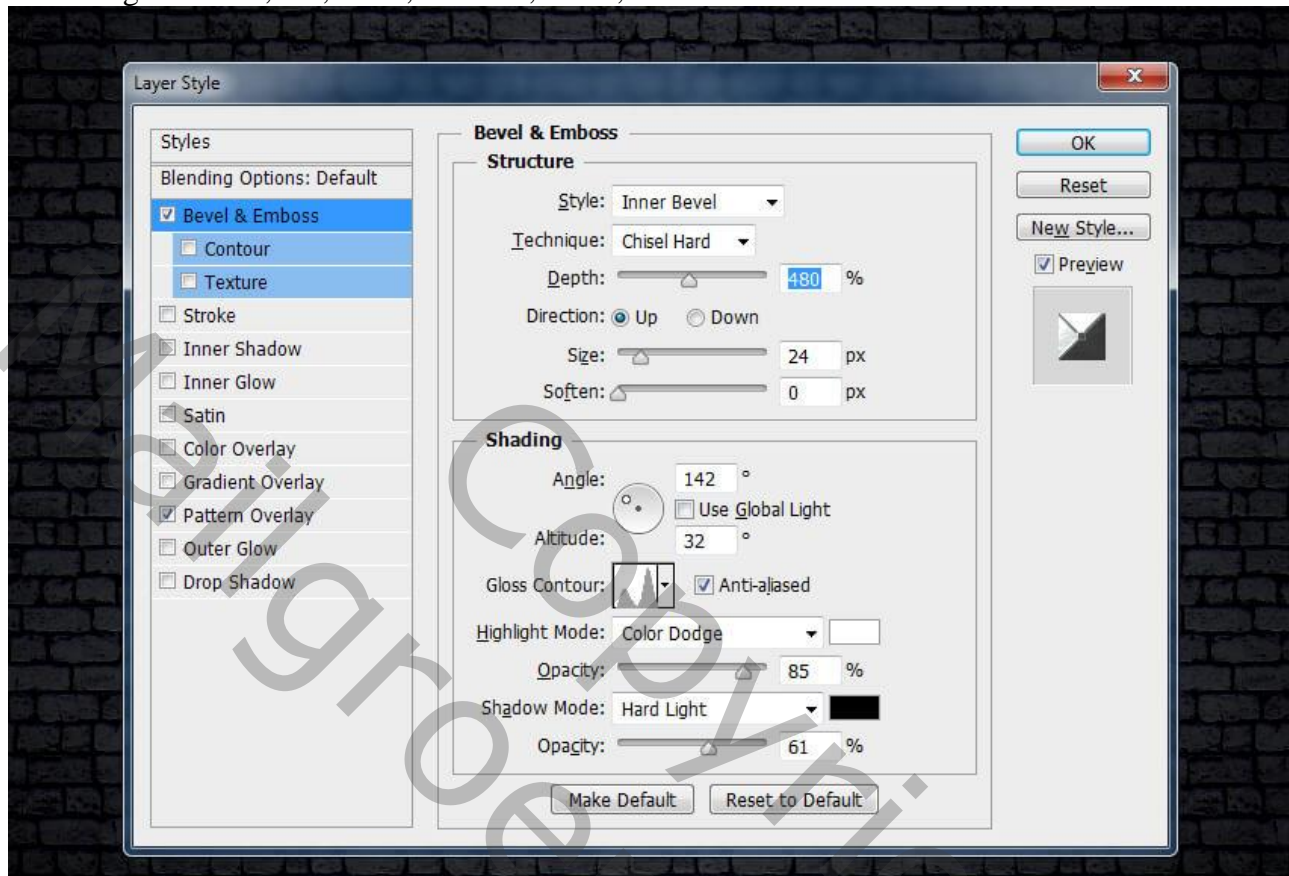 Layer Style
X
Styles
Blending Options: Default
Bevel & Emboss
Contour
Texture
Stroke
Inner Shadow
Inner Glow
Satin
Color Overlay
Gradient Overlay
Pattern Overlay
Outer Glow
Drop Shadow
Bevel & Emboss
Structure
Style: Inner Bevel
Technique: Chisel Hard
Depth: 480 %
Direction: Up Down
Size: 24 px
Soften: 0 px
Shading
Angle: 142 °
Use Global Light
Altitude: 32 °
Gloss Contour: Anti-aliased
Highlight Mode: Color Dodge
Opacity: 85 %
Shadow Mode: Hard Light
Opacity: 61 %
Make Default Reset to Default
OK
Reset
New Style...
Preview